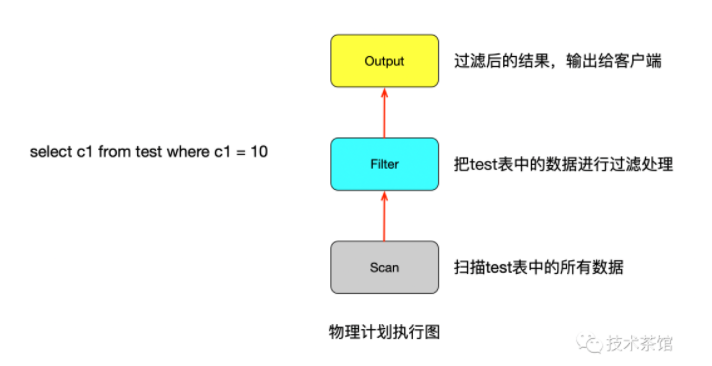 Output
过滤后的结果，输出给客户端
select c1 from test where c1 = 10
Filter
把test表中的数据进行过滤处理
Scan
扫描test表中的所有数据
物理计划执行图
技术茶馆